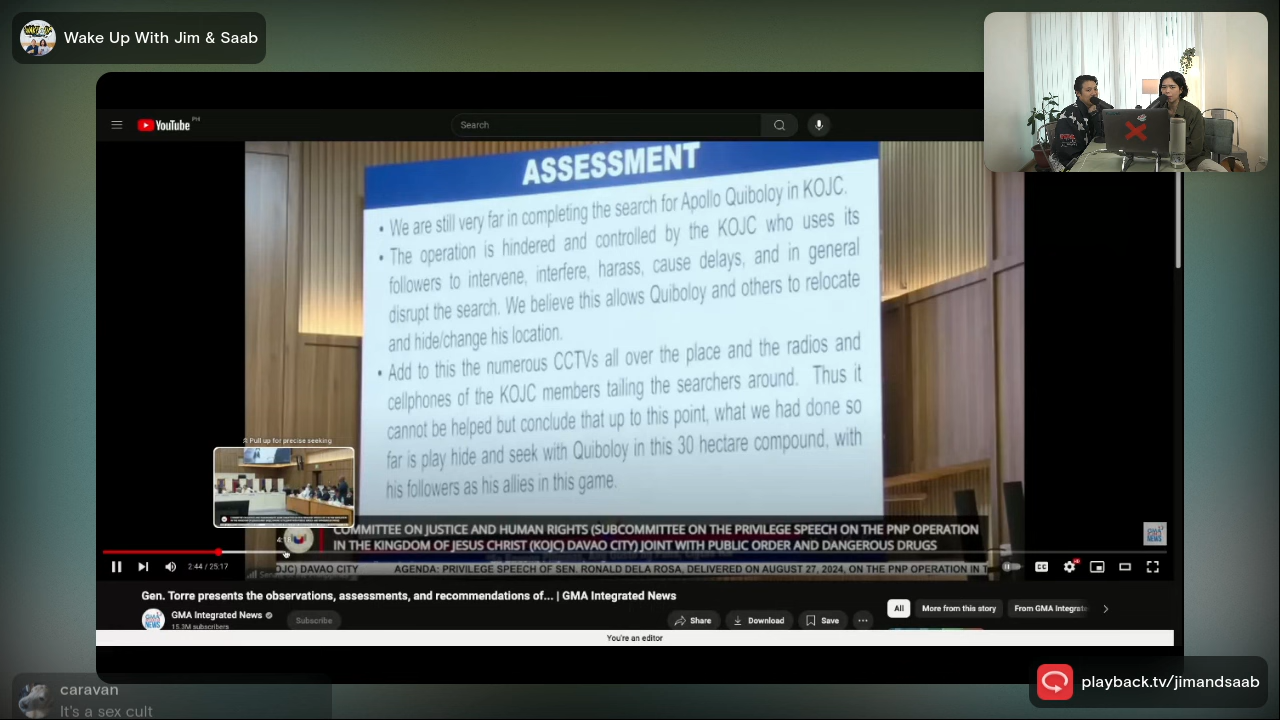 Wake Up With Jim & Saab
YouTube
PH
Search
ASSESSMENT
• We are still very far in completing the search for Apollo Quiboloy in KOJC.
• The operation is hindered and controlled by the KOJC who uses its
followers to intervene, interfere, harass, cause delays, and in general
disrupt the search. We believe this allows Quiboloy and others to relocate
and hide/change his location.
• Add to this the numerous CCTVs all over the place and the radios and
cellphones of the KOJC members tailing the searchers around. Thus it
cannot be helped but conclude that up to this point, what we had done so
far is play hide and seek with Quiboloy in this 30 hectare compound, with
his followers as his allies in this game.
Pull up for precise seeking
COMMITTEE ON JUSTICE AND HUMAN RIGHTS (SUBCOMMITTEE ON THE PRIVILEGE SPEECH ON THE PNP OPERATION
IN THE KINGDOM OF JESUS CHRIST (KOJC) DAVAO CITY) JOINT WITH PUBLIC ORDER AND DANGEROUS DRUGS
OJC) DAVAO CITY AGENDA: PRIVILEGE SPEECH OF SEN. RONALD DELA ROSA, DELIVERED ON AUGUST 27, 2024, ON THE PNP OPERATION IN T
GMA
NEWS
2:44 / 25:17
CC
Gen. Torre presents the observations, assessments, and recommendations of... | GMA Integrated News
GMA Integrated News
15.3M subscribers
Subscribe
Share
Download
Save
All
More from this story
From GMA Integrate
You're an editor
caravan
It's a sex cult
playback.tv/jimandsaab